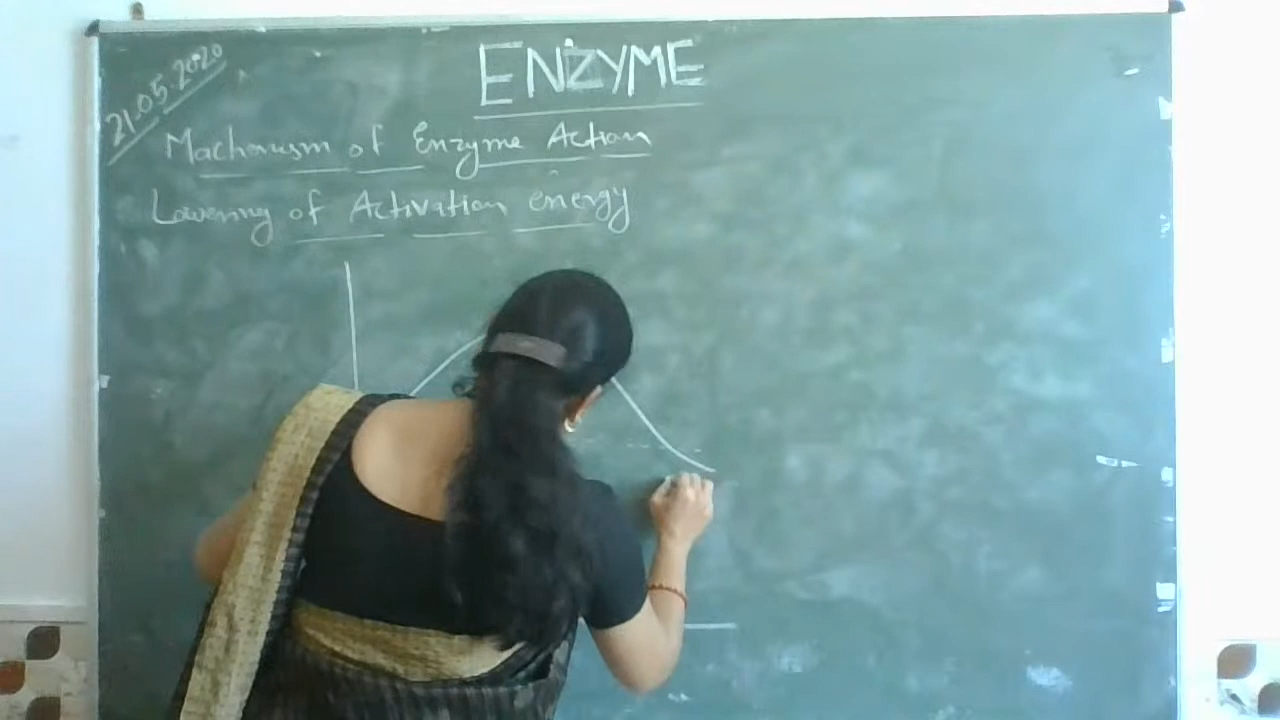 21.05.2020
ENZYME
Machanism of Enzyme Action
Lowering of Activation energy